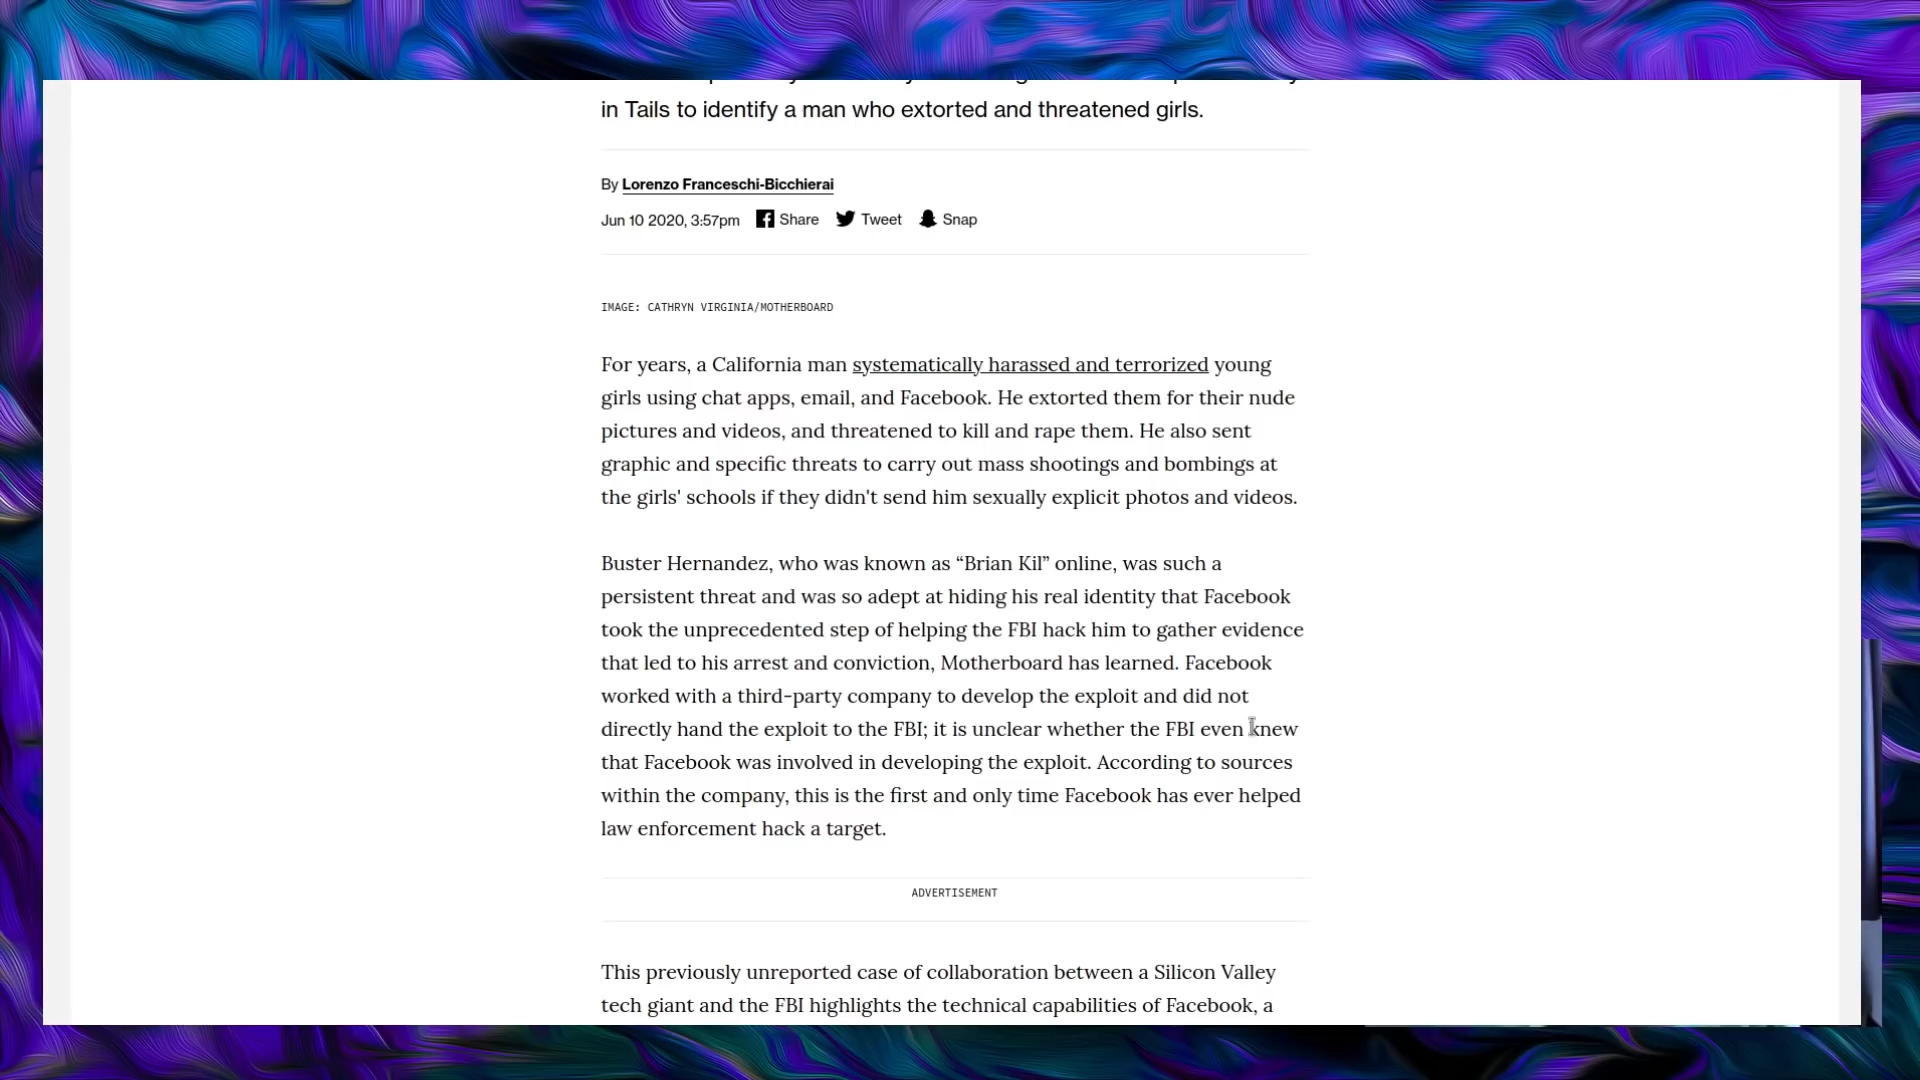 in Tails to identify a man who extorted and threatened girls.
By Lorenzo Franceschi-Bicchierai
Jun 10 2020, 3:57pm Share Tweet Snap
IMAGE: CATHRYN VIRGINIA/MOTHERBOARD
For years, a California man systematically harassed and terrorized young
girls using chat apps, email, and Facebook. He extorted them for their nude
pictures and videos, and threatened to kill and rape them. He also sent
graphic and specific threats to carry out mass shootings and bombings at
the girls' schools if they didn't send him sexually explicit photos and videos.
Buster Hernandez, who was known as “Brian Kil” online, was such a
persistent threat and was so adept at hiding his real identity that Facebook
took the unprecedented step of helping the FBI hack him to gather evidence
that led to his arrest and conviction, Motherboard has learned. Facebook
worked with a third-party company to develop the exploit and did not
directly hand the exploit to the FBI; it is unclear whether the FBI even knew
that Facebook was involved in developing the exploit. According to sources
within the company, this is the first and only time Facebook has ever helped
law enforcement hack a target.
ADVERTISEMENT
This previously unreported case of collaboration between a Silicon Valley
tech giant and the FBI highlights the technical capabilities of Facebook, a